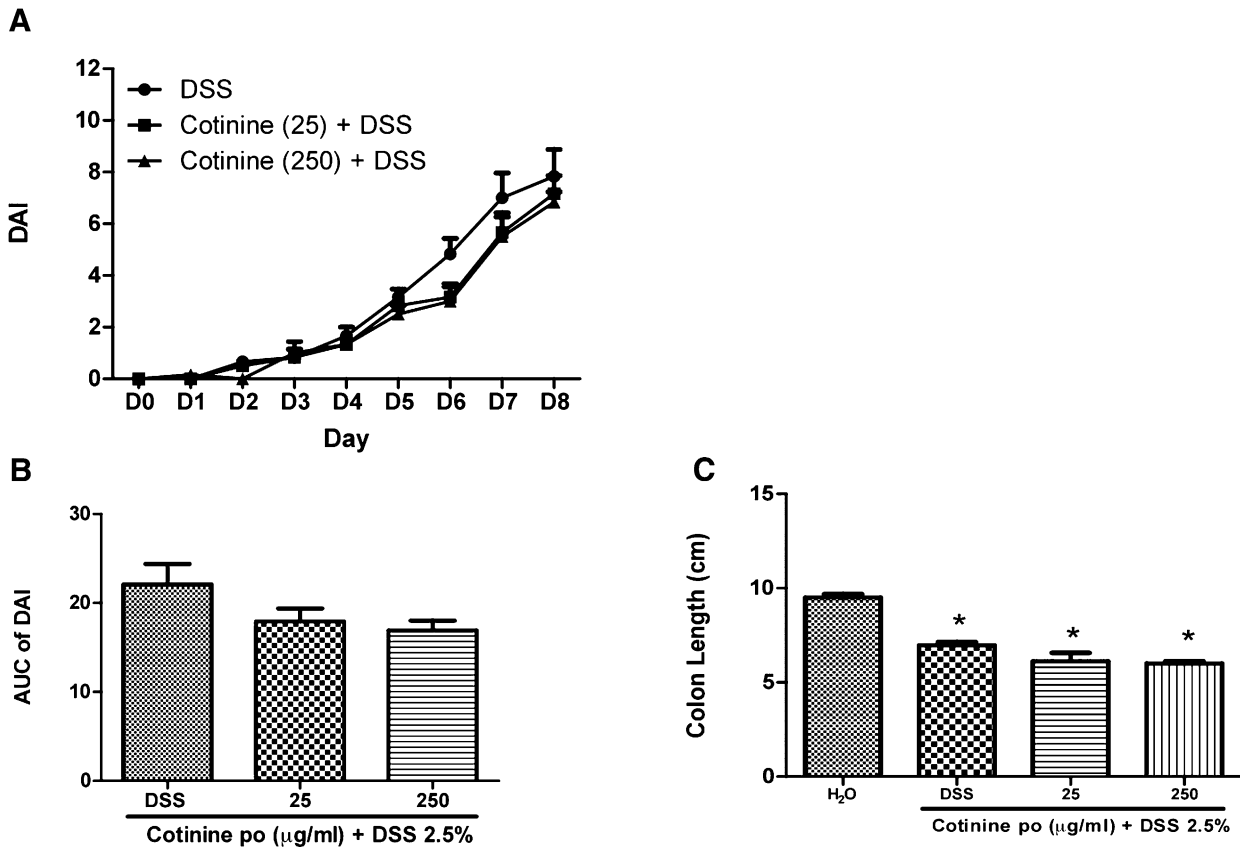 A
12
10
8
6
4
2
0
DAI
DSS
Cotinine (25) + DSS
Cotinine (250) + DSS
D0 D1 D2 D3 D4 D5 D6 D7 D8
Day
B
30
20
10
0
AUC of DAI
DSS 25 250
Cotinine po (μg/ml) + DSS 2.5%
C
15
10
5
0
Colon Length (cm)
* * *
H₂O DSS 25 250
Cotinine po (μg/ml) + DSS 2.5%